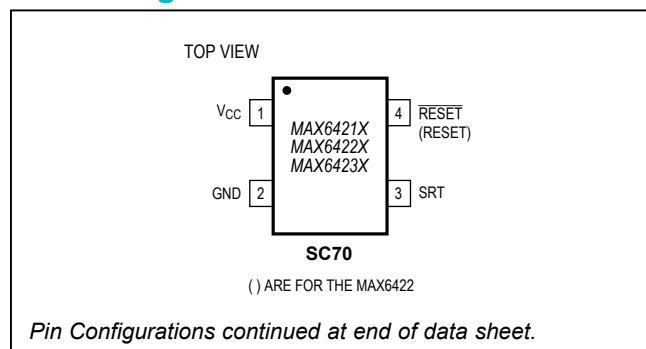 TOP VIEW
VCC 1
MAX6421X
MAX6422X
MAX6423X
4 RESET
(RESET)
GND 2
3 SRT
SC70
( ) ARE FOR THE MAX6422
Pin Configurations continued at end of data sheet.